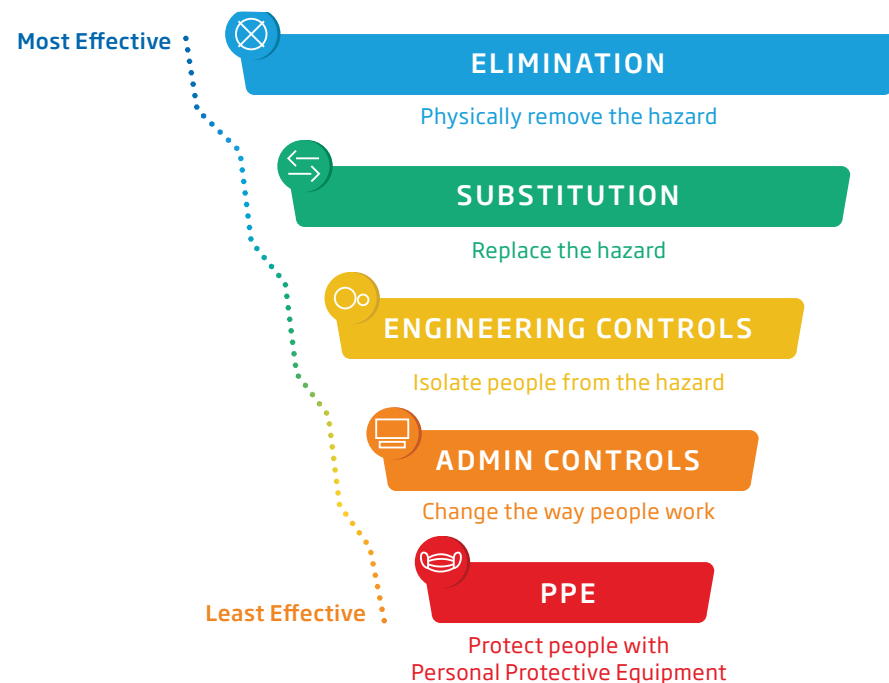 Most Effective
ELIMINATION
Physically remove the hazard
SUBSTITUTION
Replace the hazard
ENGINEERING CONTROLS
Isolate people from the hazard
ADMIN CONTROLS
Change the way people work
PPE
Least Effective
Protect people with
Personal Protective Equipment